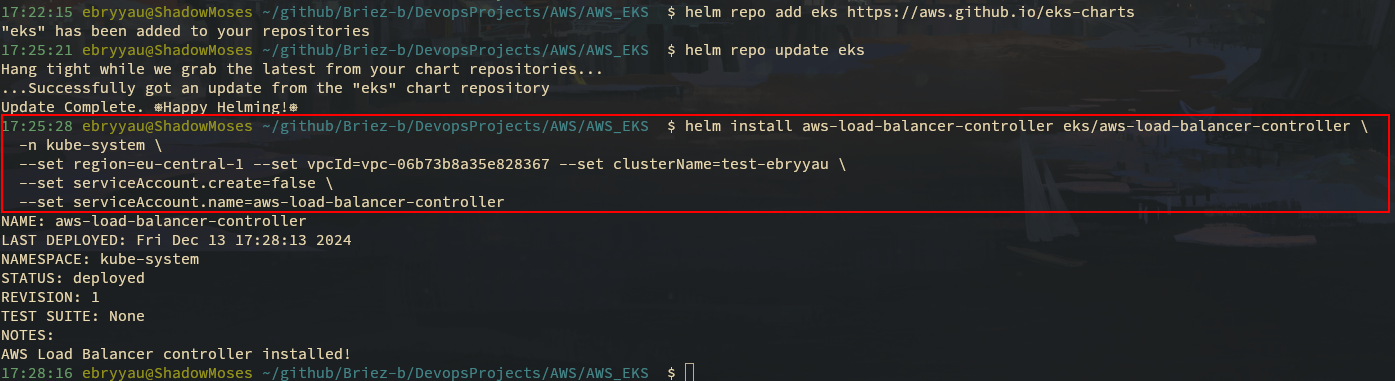 17:22:15 ebryyau@ShadowMoses ~/github/Briez-b/DevopsProjects/AWS/AWS_EKS  $ helm repo add eks https://aws.github.io/eks-charts
"eks" has been added to your repositories
17:25:21 ebryyau@ShadowMoses ~/github/Briez-b/DevopsProjects/AWS/AWS_EKS  $ helm repo update eks
Hang tight while we grab the latest from your chart repositories...
...Successfully got an update from the "eks" chart repository
Update Complete. ⎈Happy Helming!⎈
17:25:28 ebryyau@ShadowMoses ~/github/Briez-b/DevopsProjects/AWS/AWS_EKS  $ helm install aws-load-balancer-controller eks/aws-load-balancer-controller \
  -n kube-system \
  --set region=eu-central-1 --set vpcId=vpc-06b73b8a35e828367 --set clusterName=test-ebryyau \
  --set serviceAccount.create=false \
  --set serviceAccount.name=aws-load-balancer-controller
NAME: aws-load-balancer-controller
LAST DEPLOYED: Fri Dec 13 17:28:13 2024
NAMESPACE: kube-system
STATUS: deployed
REVISION: 1
TEST SUITE: None
NOTES:
AWS Load Balancer controller installed!
17:28:16 ebryyau@ShadowMoses ~/github/Briez-b/DevopsProjects/AWS/AWS_EKS  $